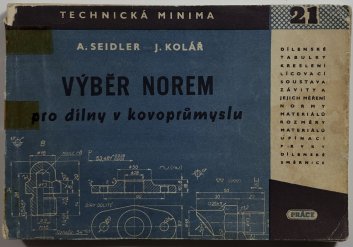 TECHNICKÁ MINIMA
21
A. SEIDLER – J. KOLÁŘ
VÝBĚR NOREM
pro dílny v kovoprůmyslu
DÍLENSKÉ
TABULKY
KRESLENÍ
LÍCOVACÍ
SOUSTAVA
ZÁVITY A
JEJICH MĚŘENÍ
NORMY
MATERIÁLŮ
ROZMĚRY
MATERIÁLŮ
UPÍNACÍ
PRVKY
DÍLENSKÉ
SMĚRNICE
PRÁCE